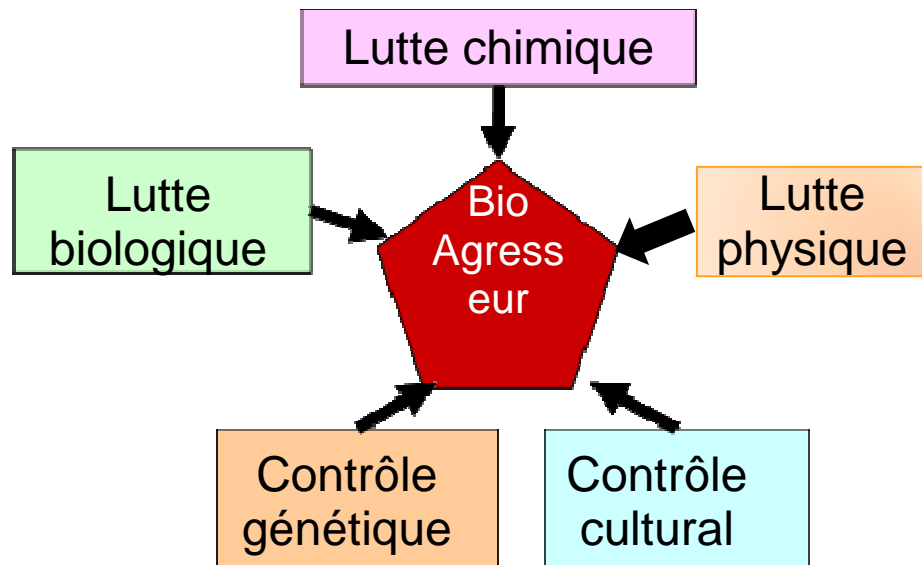 Lutte chimique
Lutte
biologique
Bio
Agress
eur
Lutte
physique
Contrôle
génétique
Contrôle
cultural